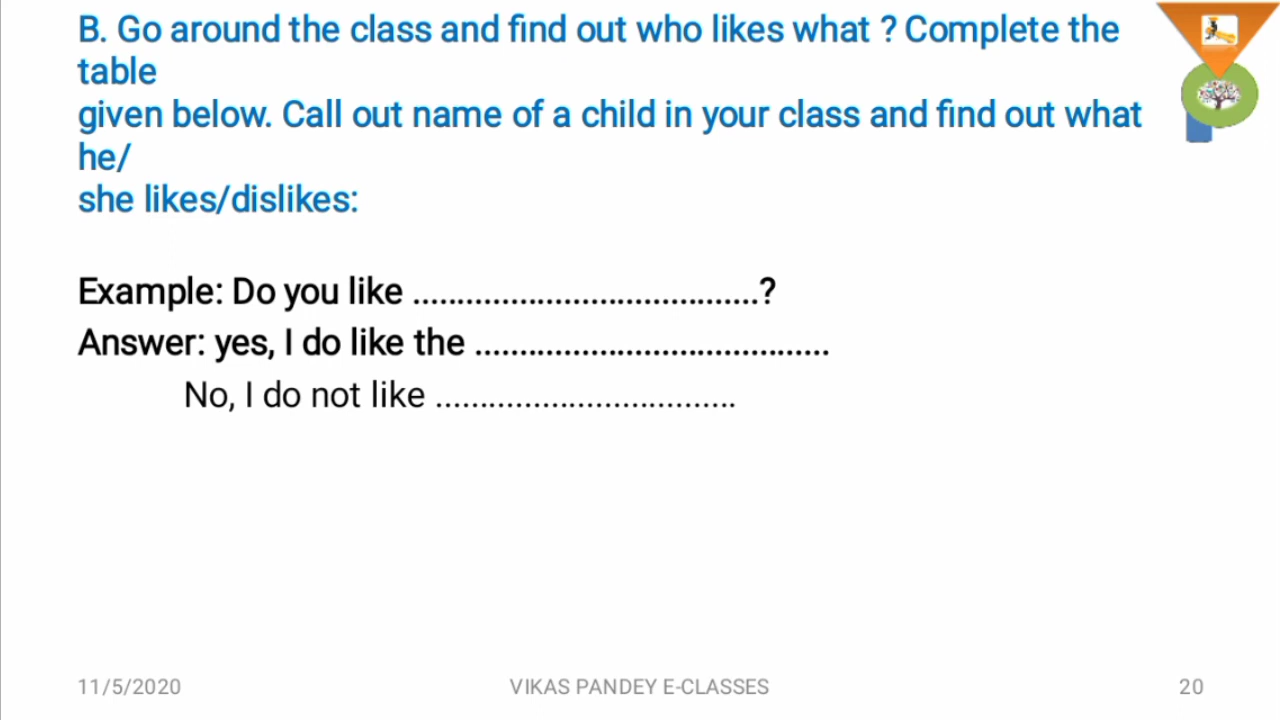 B. Go around the class and find out who likes what ? Complete the
table
given below. Call out name of a child in your class and find out what
he/
she likes/dislikes:
Example: Do you like .......................................?
Answer: yes, I do like the ........................................
No, I do not like ..................................
11/5/2020
VIKAS PANDEY E-CLASSES
20